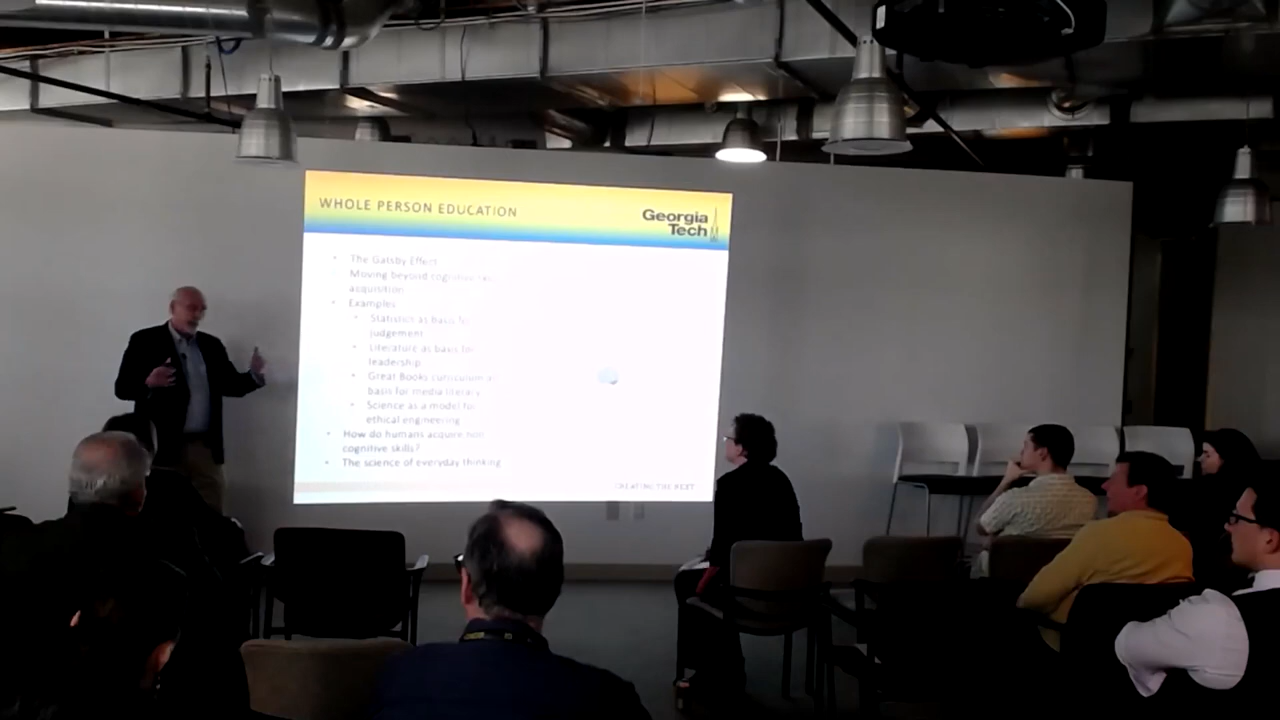 WHOLE PERSON EDUCATION
Georgia
Tech
The Gatsby Effect
Moving beyond cognitive
acquisition
Examples
Statistics as basis for
judgement
Literature as basis for
leadership
Great Books curriculum as
basis for media literacy
Science as a model for
ethical engineering
How do humans acquire non
cognitive skills?
The science of everyday thinking
CREATING THE NEXT